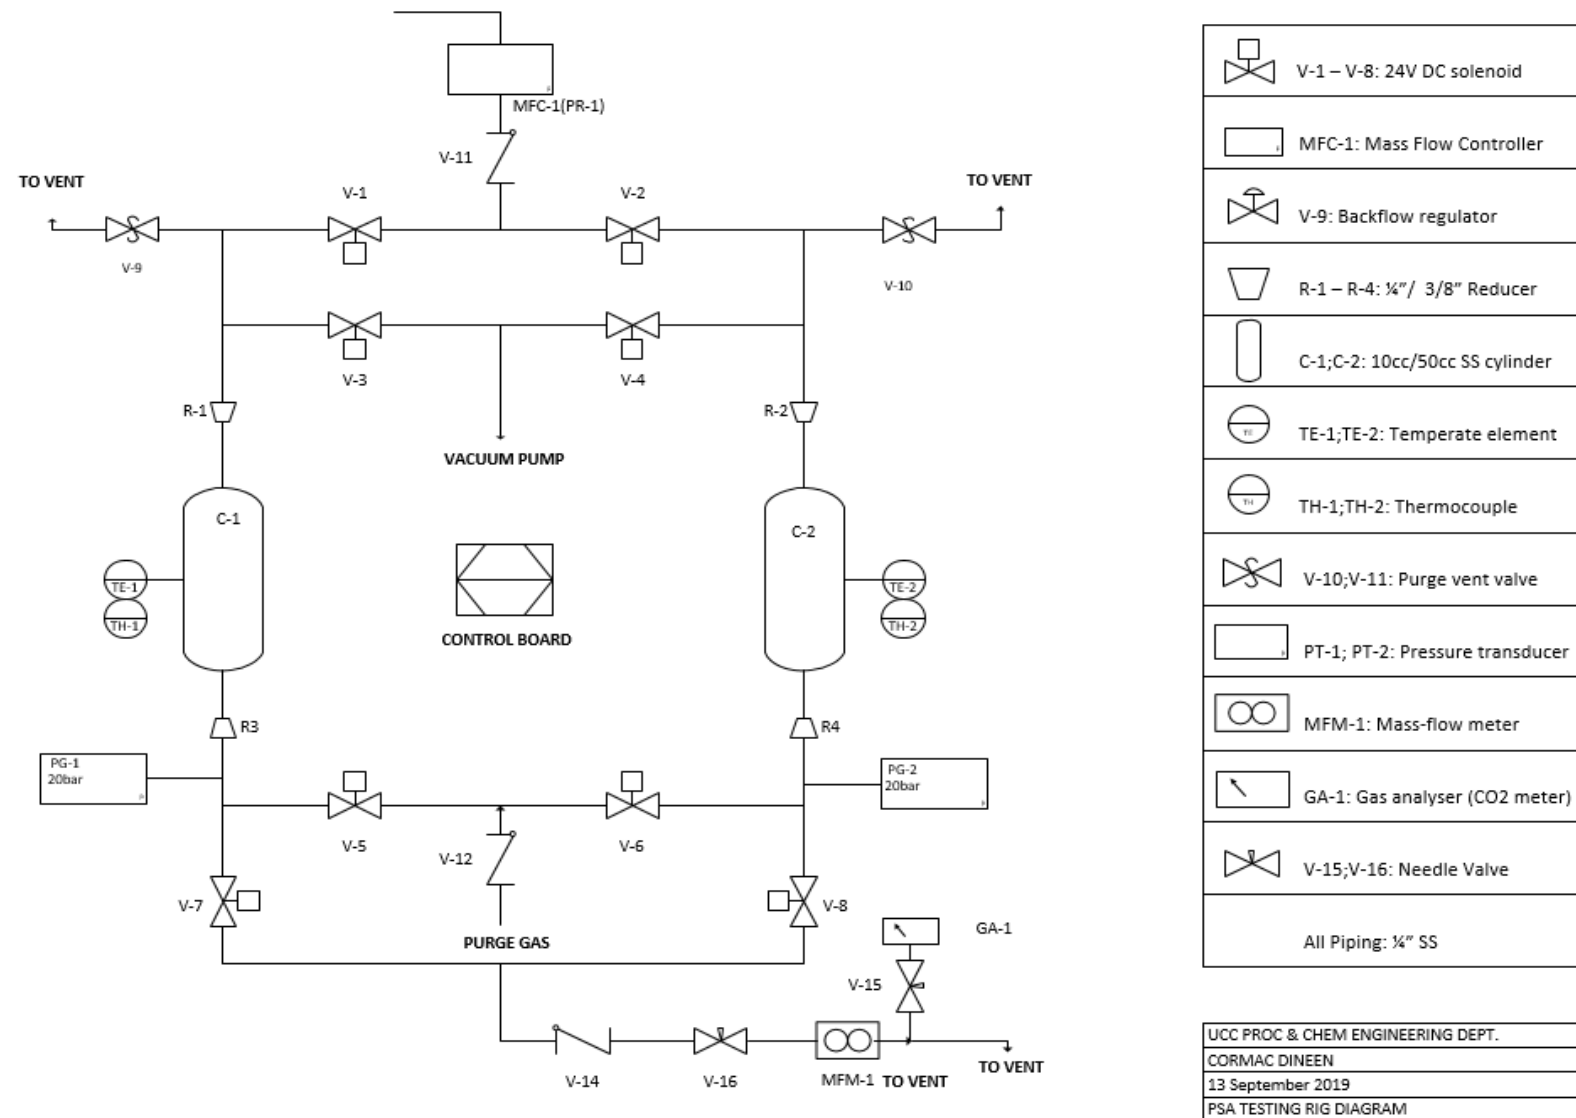 MFC-1(PR-1)
V-11
TO VENT
V-1
V-2
TO VENT
V-9
V-10
V-3
V-4
R-1
R-2
VACUUM PUMP
C-1
C-2
TE-1
TH-1
TE-2
TH-2
CONTROL BOARD
R3
R4
PG-1
20bar
PG-2
20bar
V-5
V-12
V-6
V-7
V-8
PURGE GAS
GA-1
V-15
V-14
V-16
MFM-1
TO VENT
TO VENT
V-1 – V-8: 24V DC solenoid
MFC-1: Mass Flow Controller
V-9: Backflow regulator
R-1 – R-4: ¼”/ 3/8” Reducer
C-1;C-2: 10cc/50cc SS cylinder
TE
TE-1;TE-2: Temperate element
TH
TH-1;TH-2: Thermocouple
V-10;V-11: Purge vent valve
PT-1; PT-2: Pressure transducer
MFM-1: Mass-flow meter
GA-1: Gas analyser (CO2 meter)
V-15;V-16: Needle Valve
All Piping: ¼” SS
UCC PROC & CHEM ENGINEERING DEPT.
CORMAC DINEEN
13 September 2019
PSA TESTING RIG DIAGRAM